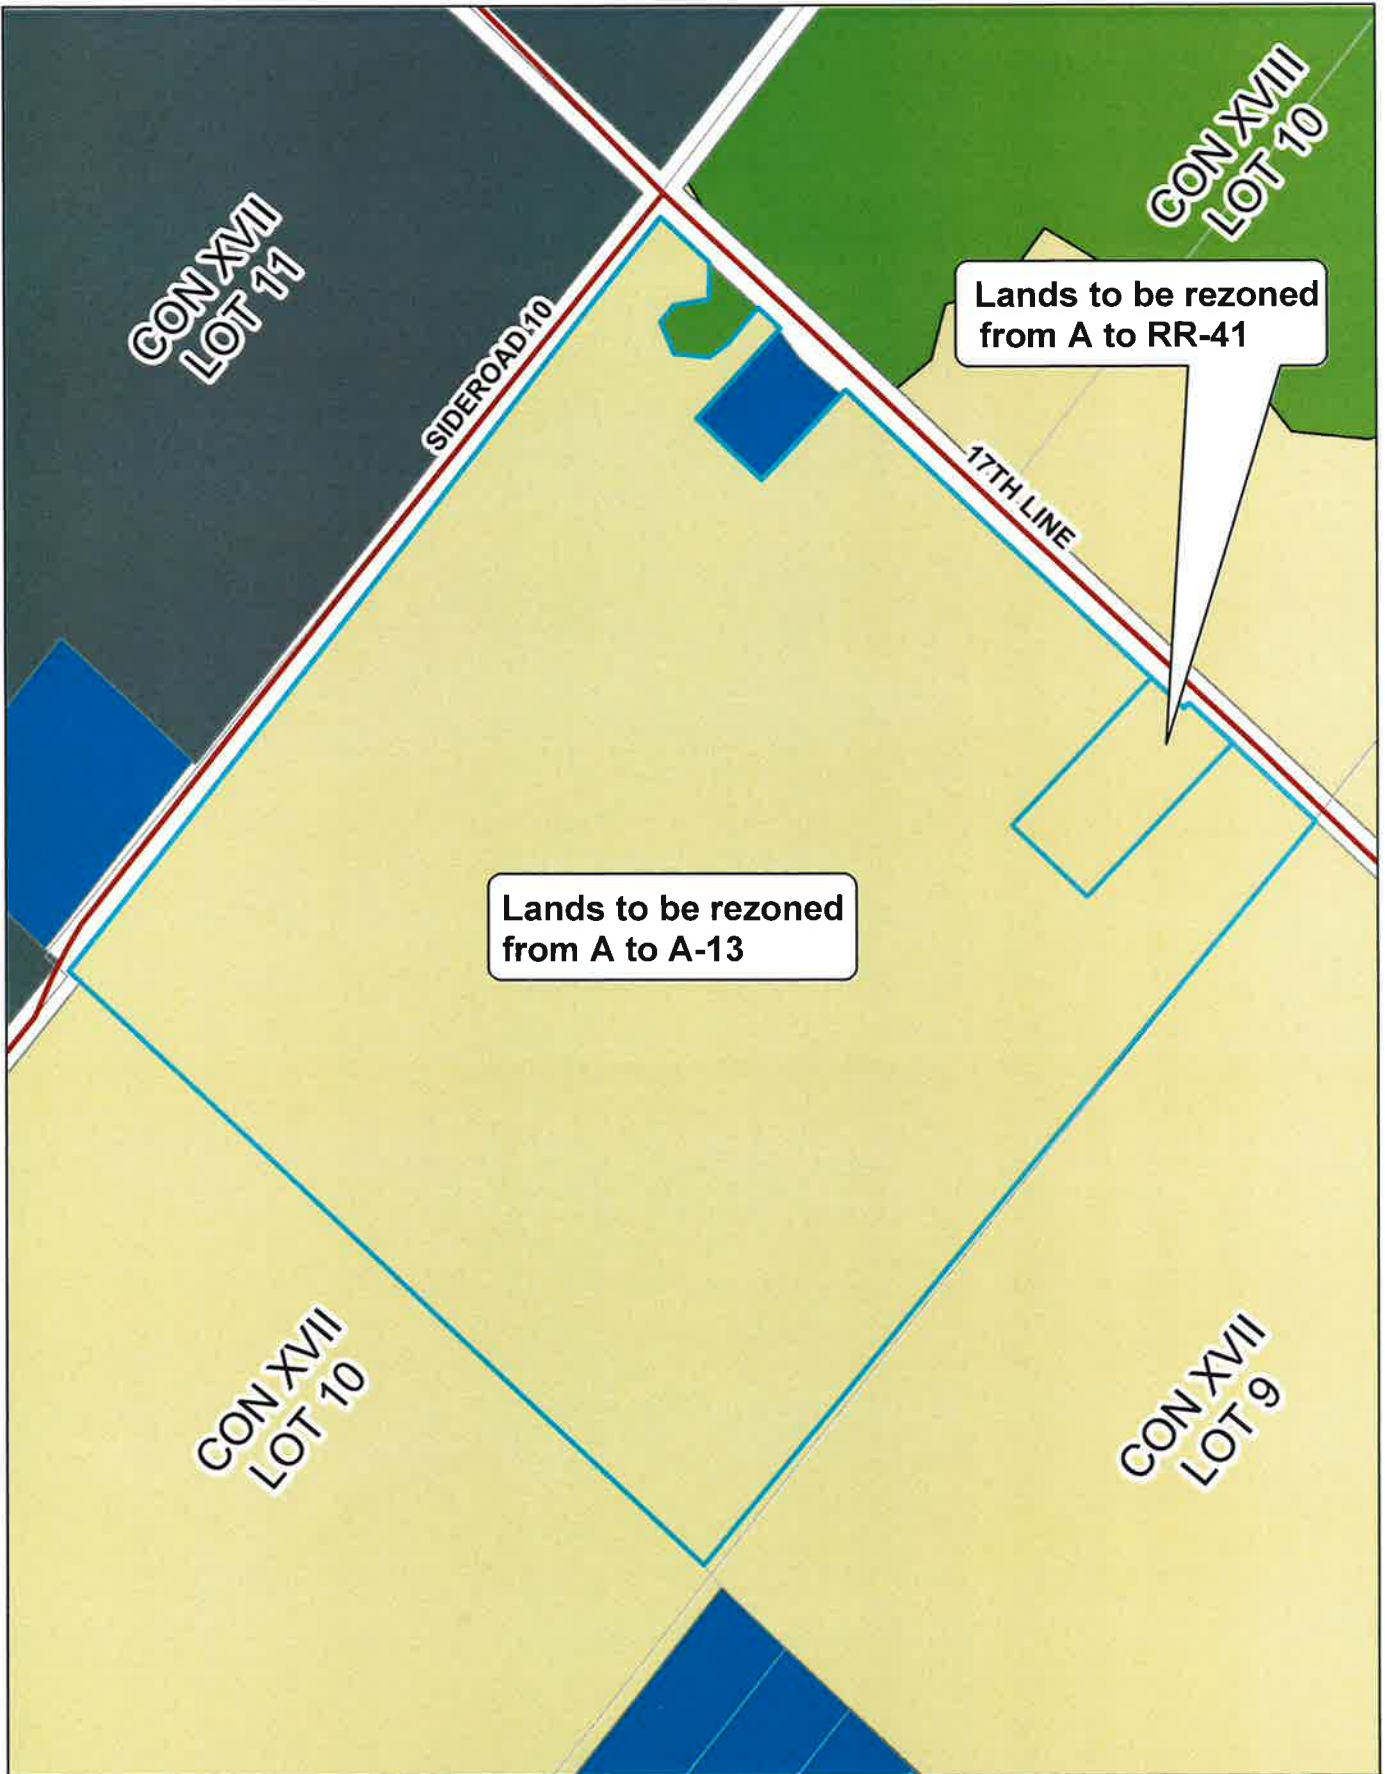 CON XVIII
LOT 10
CON XVII
LOT 11
Lands to be rezoned
from A to RR-41
SIDEROAD 10
17TH LINE
Lands to be rezoned
from A to A-13
CON XVII
LOT 10
CON XVII
LOT 9